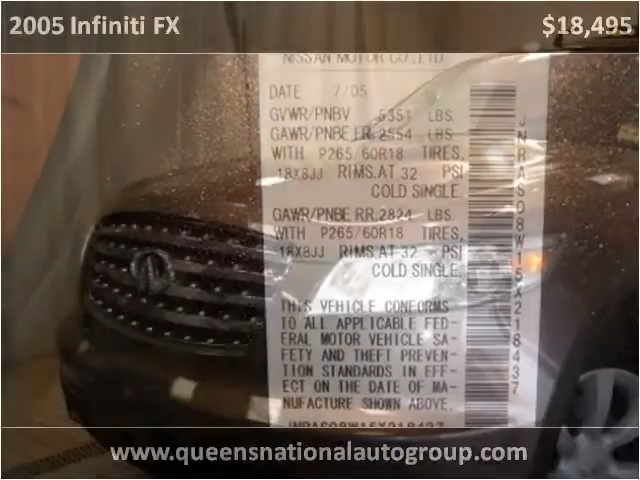 2005 Infiniti FX
$18,495
NISSAN MOTOR CO.,LTD
DATE 7/05
GVWR/PNBV 5351 LBS.
GAWR/PNBE FR.2554 LBS.
WITH P265/60R18 TIRES,
18X8JJ RIMS.AT 32 PSI
COLD SINGLE.
GAWR/PNBE RR.2824 LBS.
WITH P265/60R18 TIRES,
18X8JJ RIMS.AT 32 PSI
COLD SINGLE.
THIS VEHICLE CONFORMS
TO ALL APPLICABLE FED-
ERAL MOTOR VEHICLE SA-
FETY AND THEFT PREVEN-
TION STANDARDS IN EFF-
ECT ON THE DATE OF MA-
NUFACTURE SHOWN ABOVE.
JNRAS08W15X218437
JNRAS08W15X218437
www.queensnationalautogroup.com